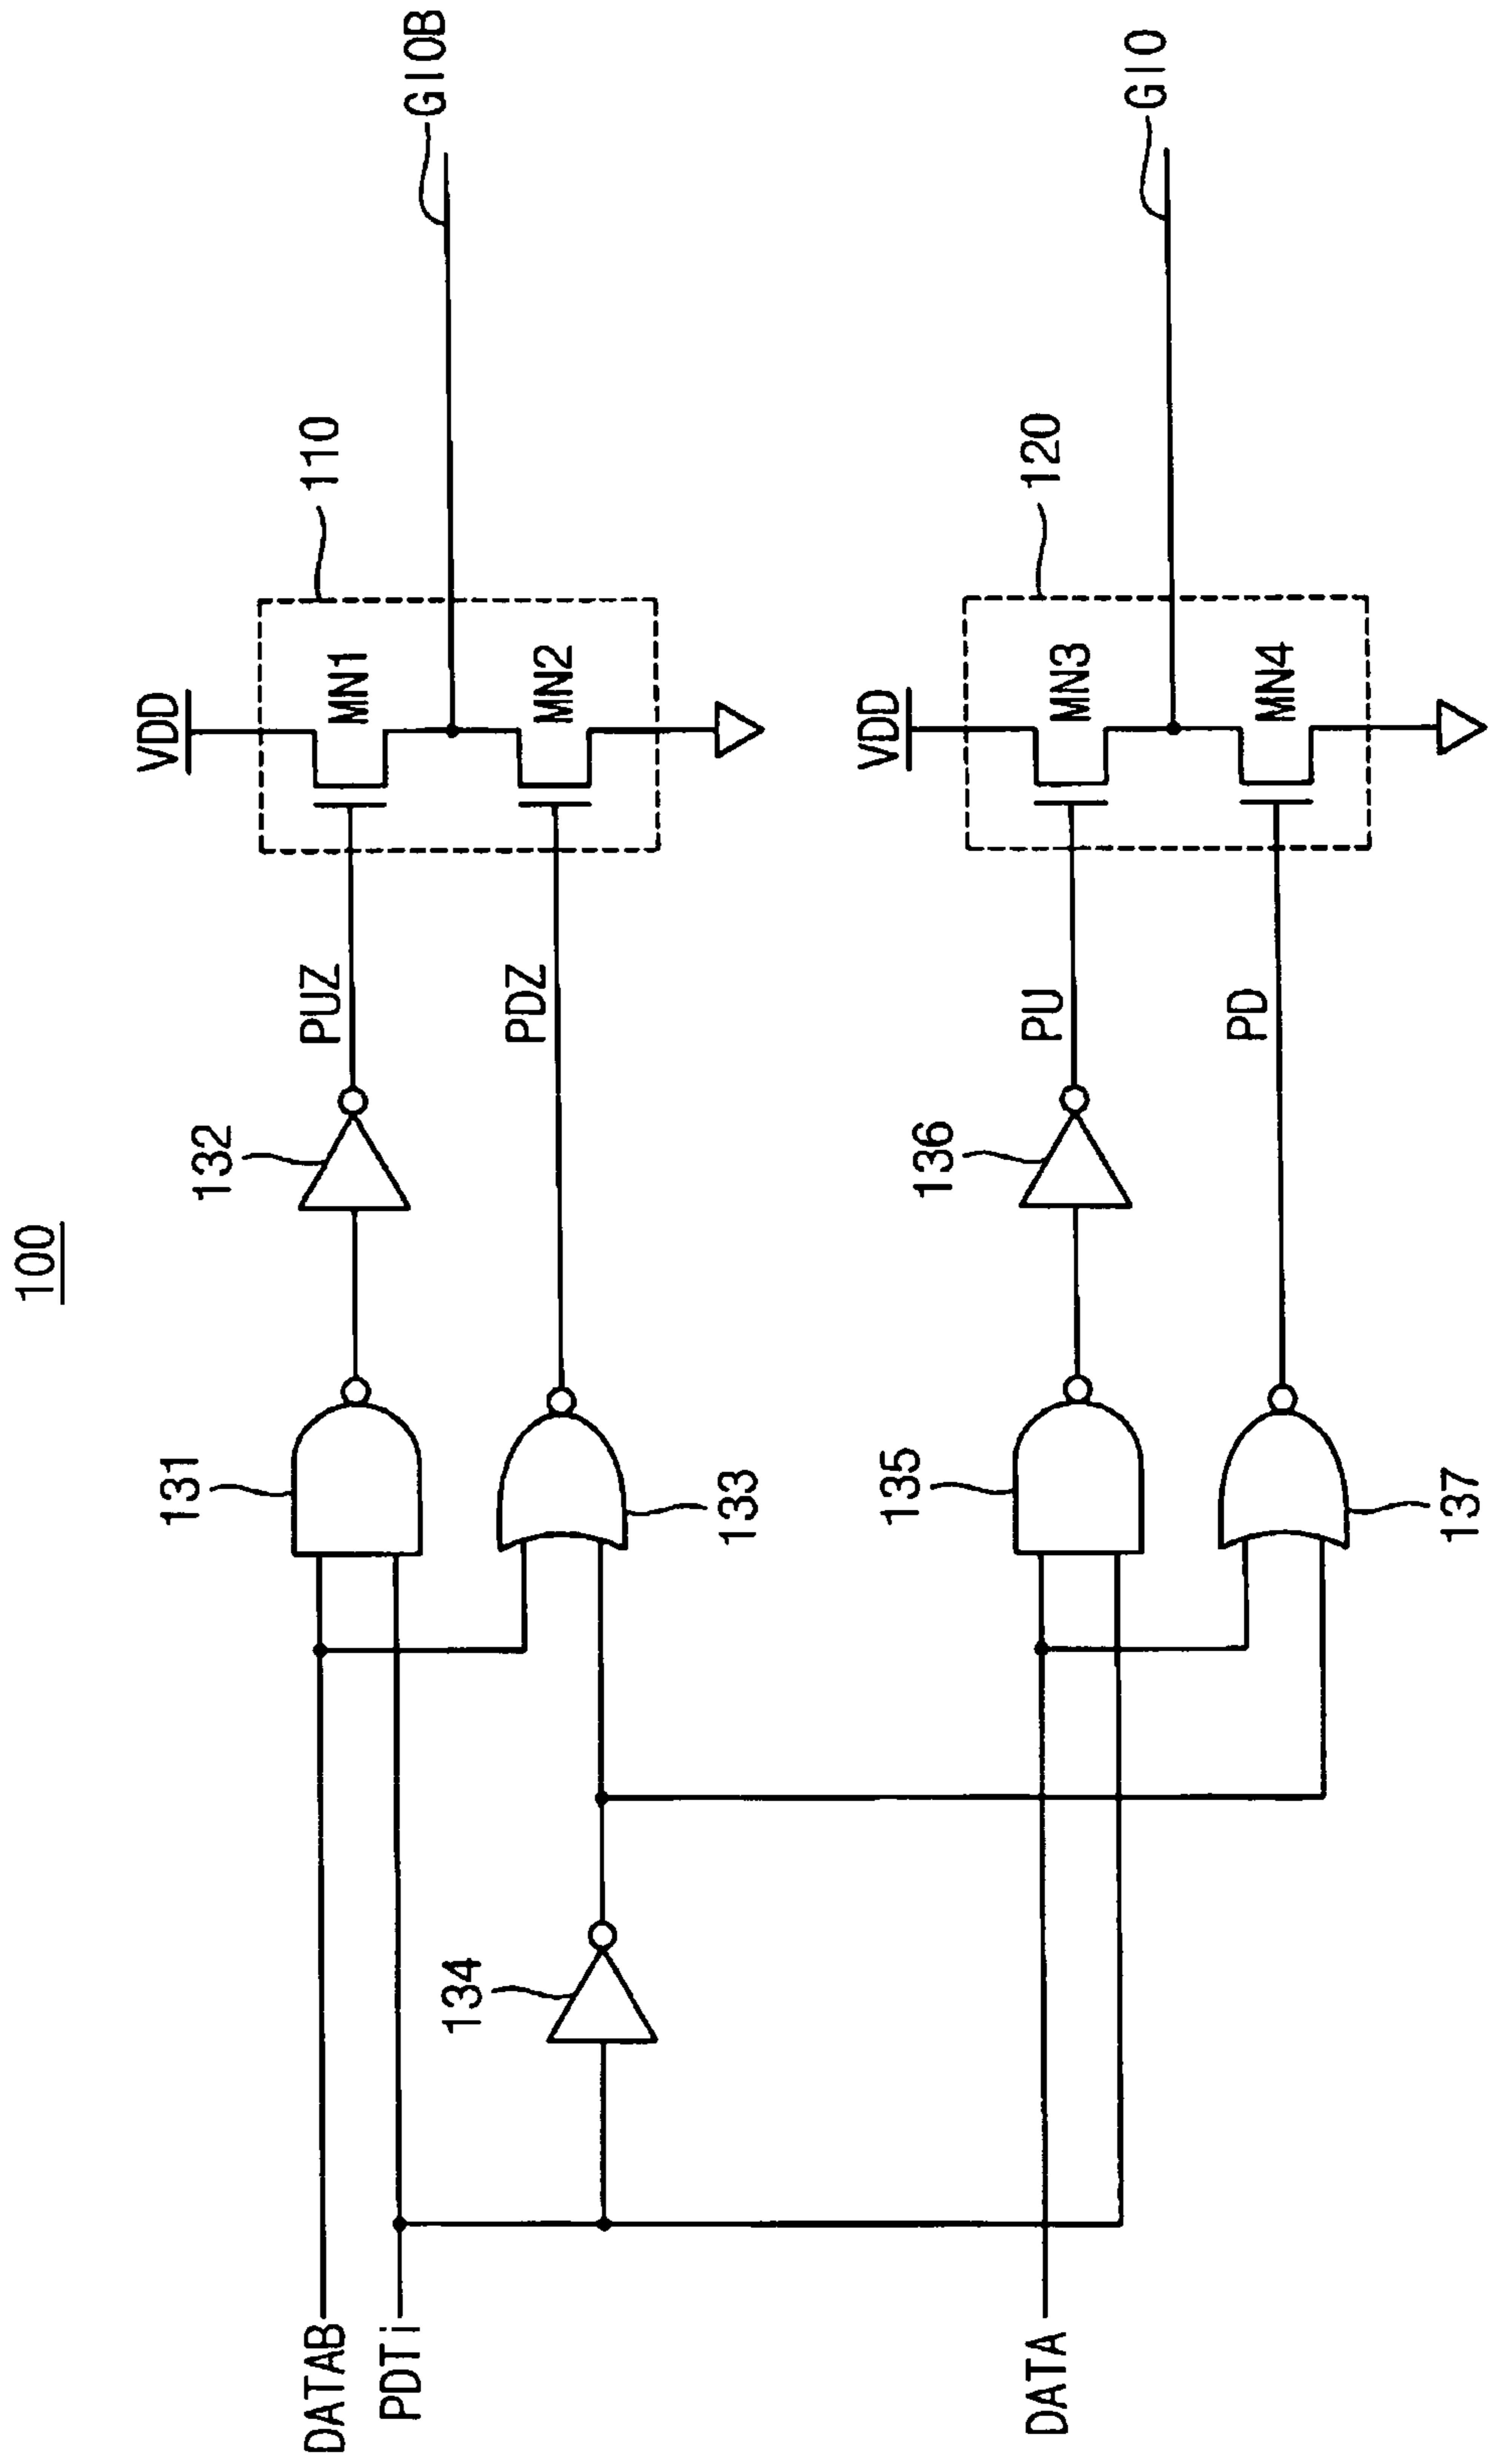 100
DATAB
PDTi
DATA
131
132
133
134
135
136
137
PUZ
PDZ
PU
PD
VDD
MN1
MN2
110
GIOB
VDD
MN3
MN4
120
GIO